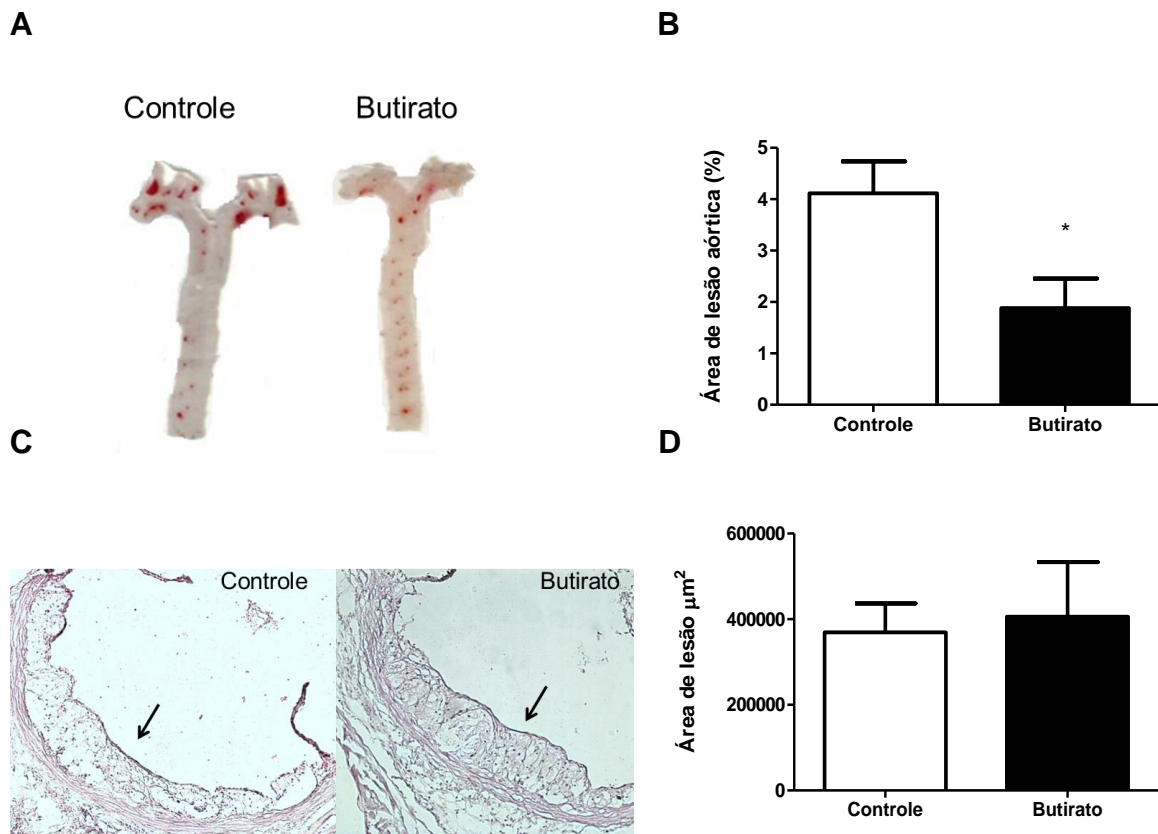 A
Controle
Butirato
B
Área de lesão aórtica (%)
5
4
3
2
1
0
*
Controle
Butirato
C
Controle
Butirato
D
Área de lesão μm²
600000
400000
200000
0
Controle
Butirato